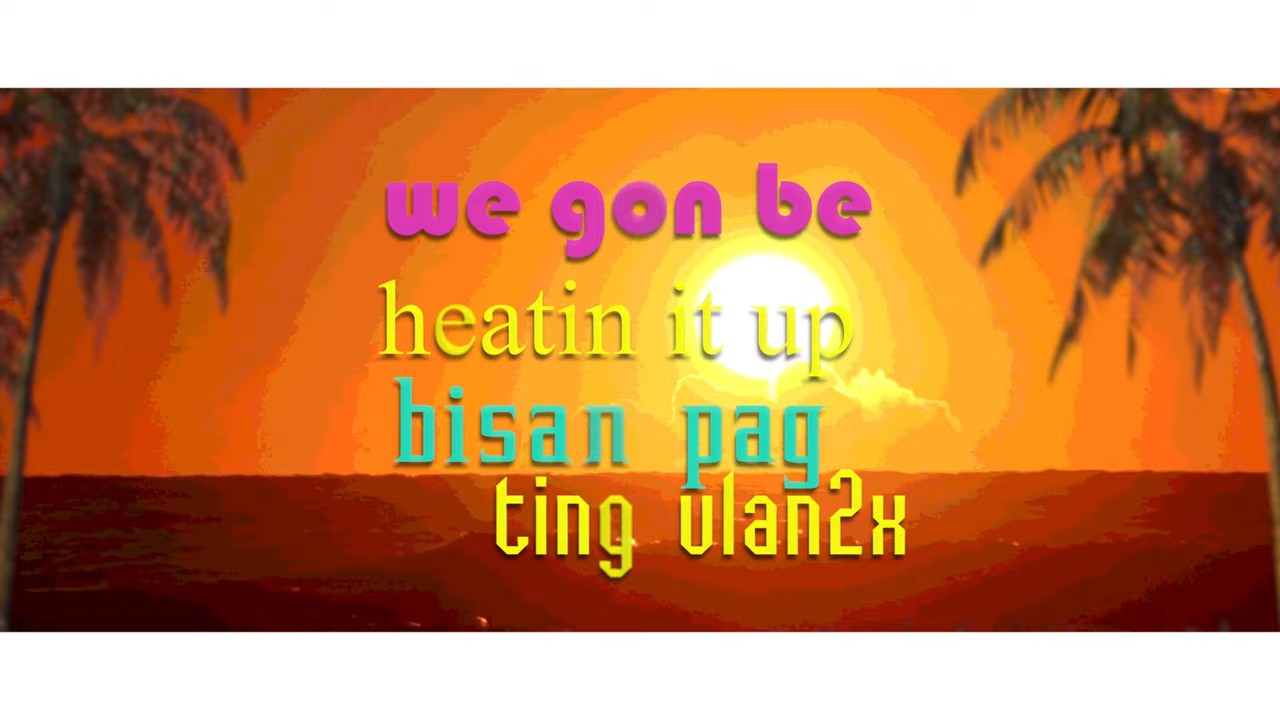 we gon be
heatin it up
bisan pag
ting ulan2x